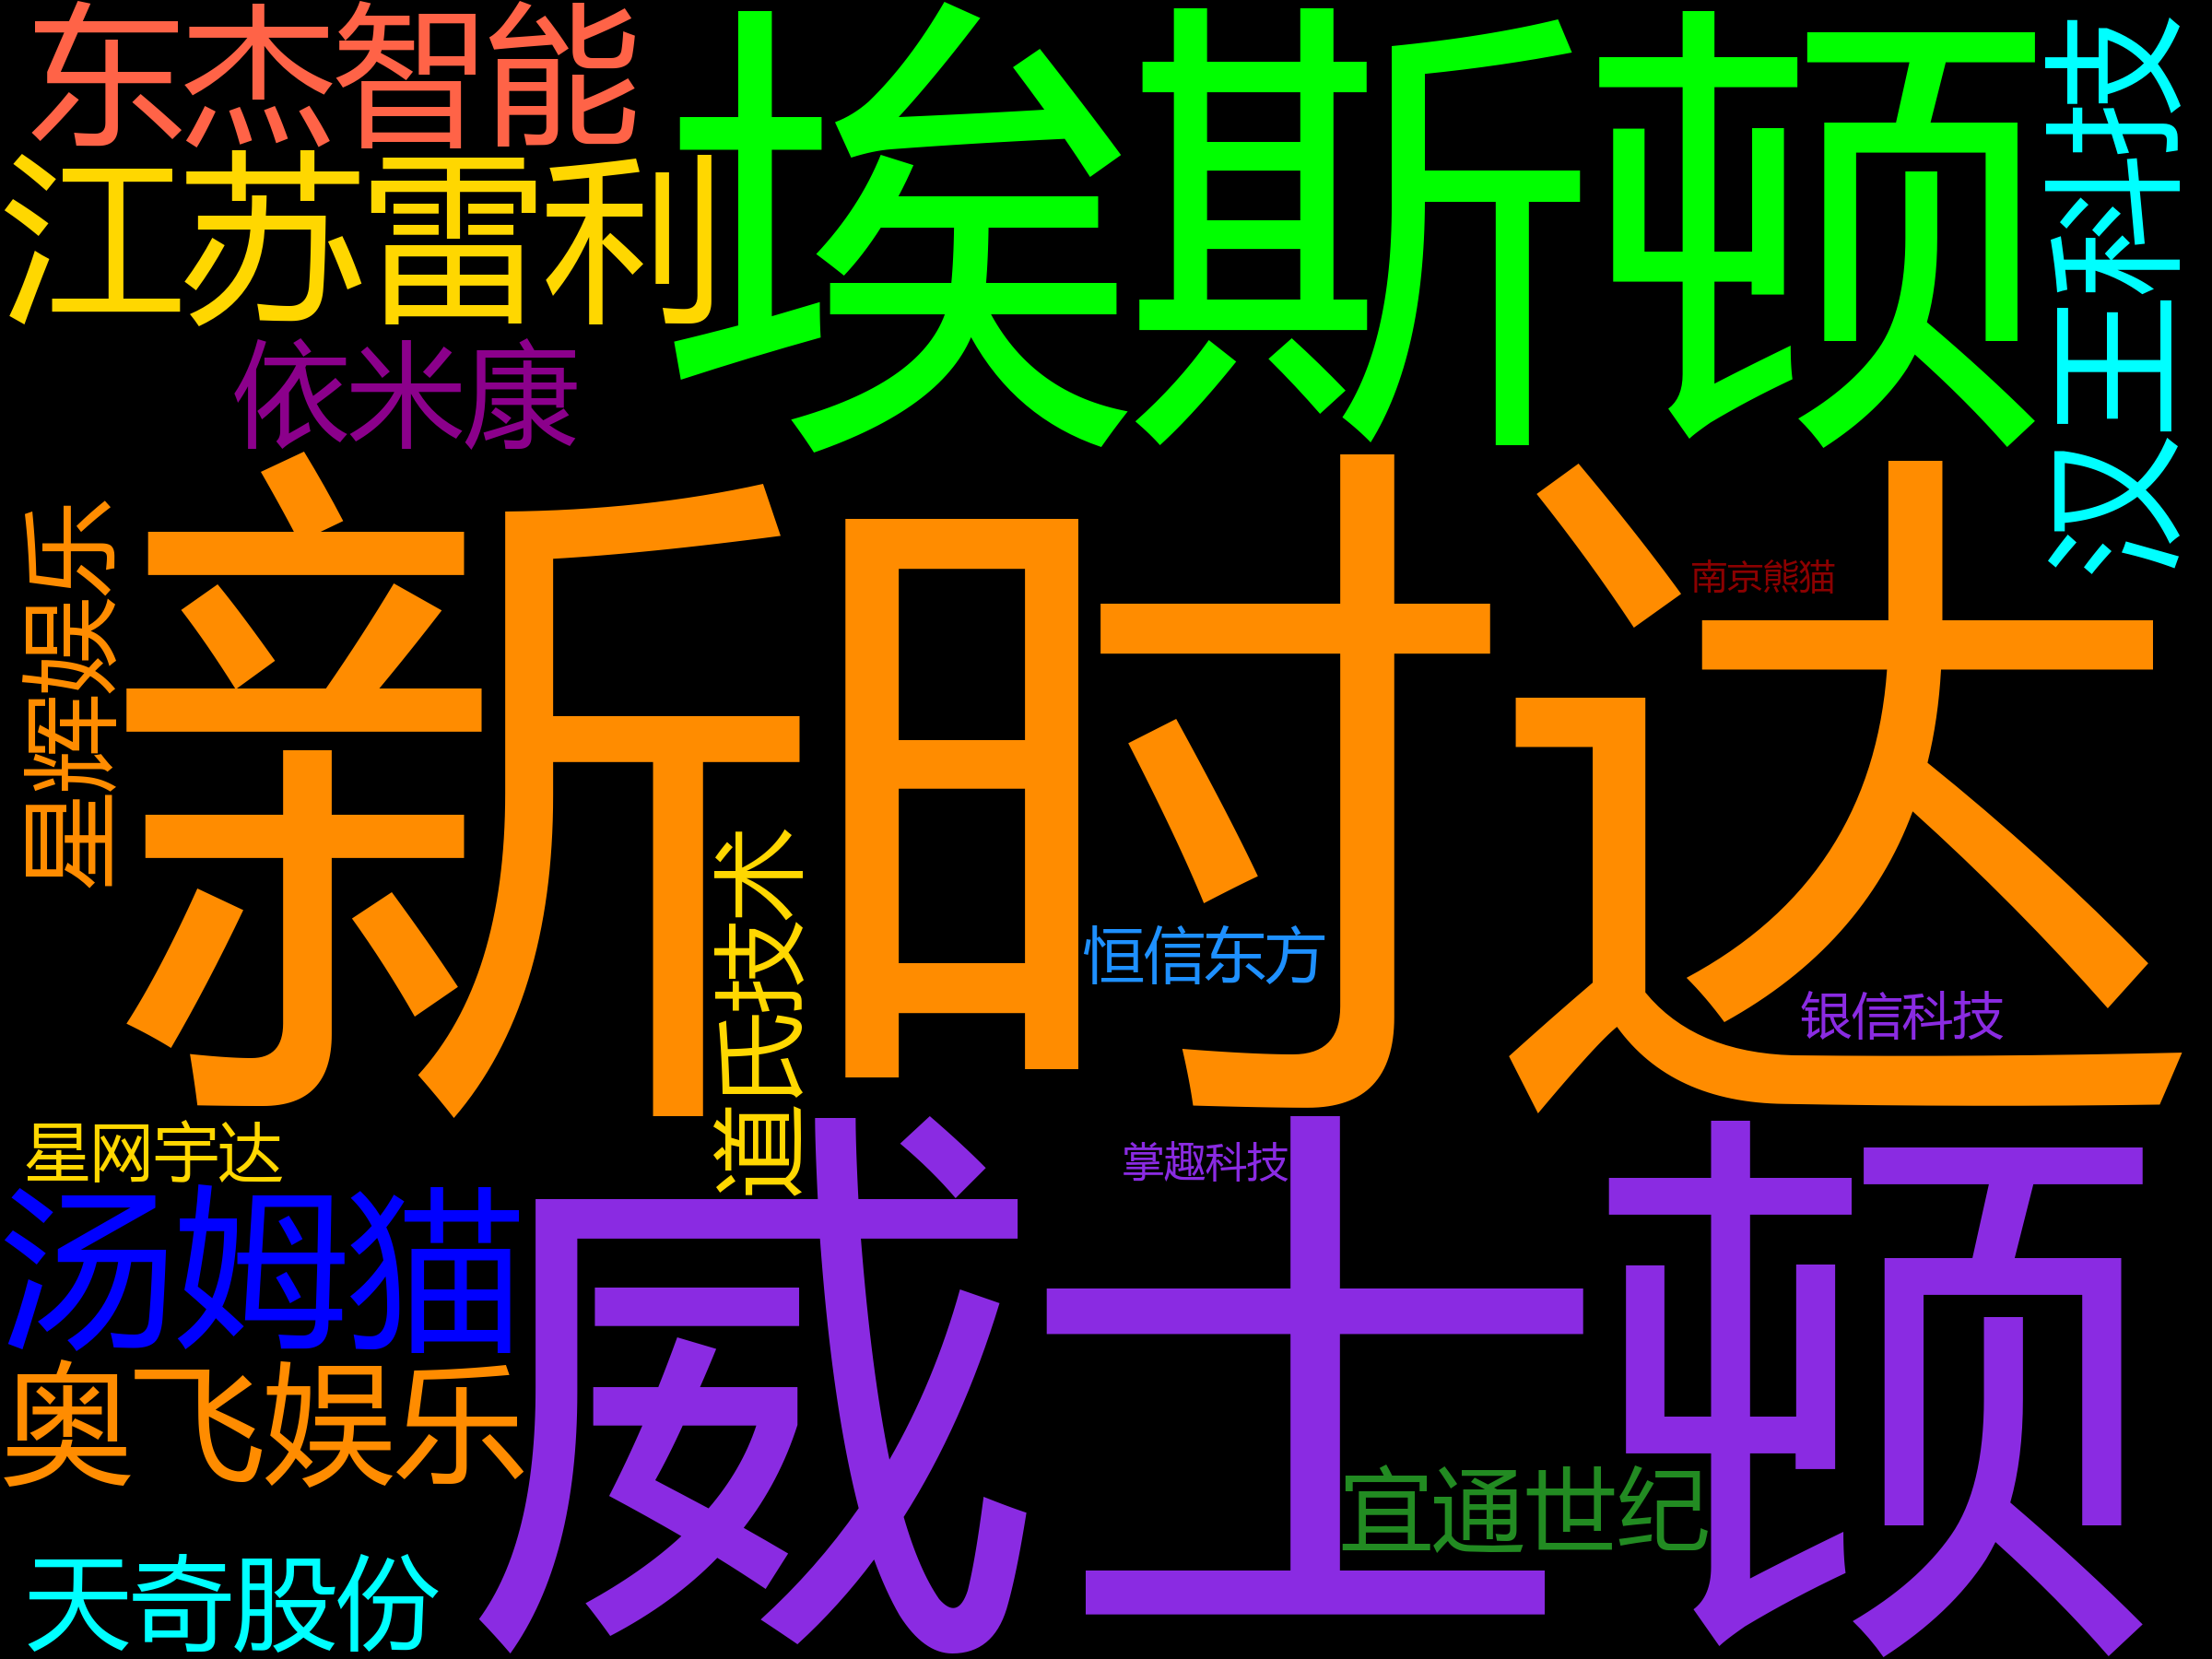 东杰智能
埃斯顿
汉王科技
江苏雷利
依米康
新时达
星辉娱乐
南京熊猫
道氏技术
恒信东方
银信科技
星网宇达
掌趣科技
威士顿
汤姆猫
奥飞娱乐
宜通世纪
天奇股份